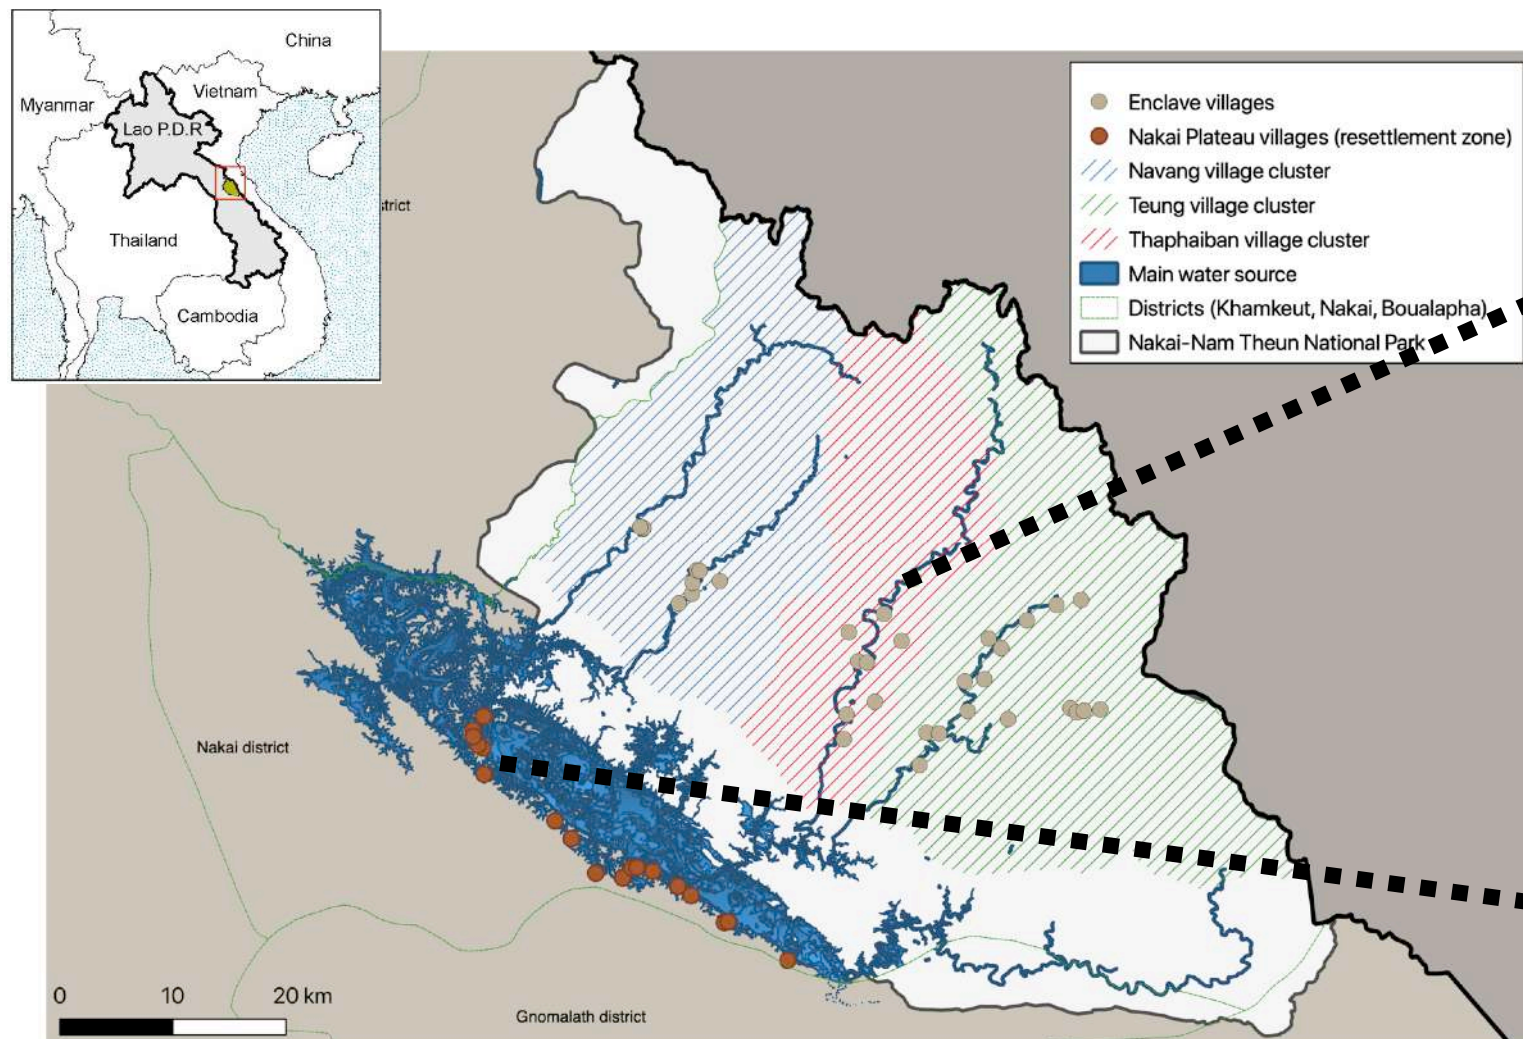 China
Vietnam
Myanmar
Lao P.D.R
Thailand
Cambodia
Enclave villages
Nakai Plateau villages (resettlement zone)
Navang village cluster
Teung village cluster
Thaphaiban village cluster
Main water source
Districts (Khamkeut, Nakai, Boualapha)
Nakai-Nam Theun National Park
strict
Nakai district
0 10 20 km
Gnomalath district